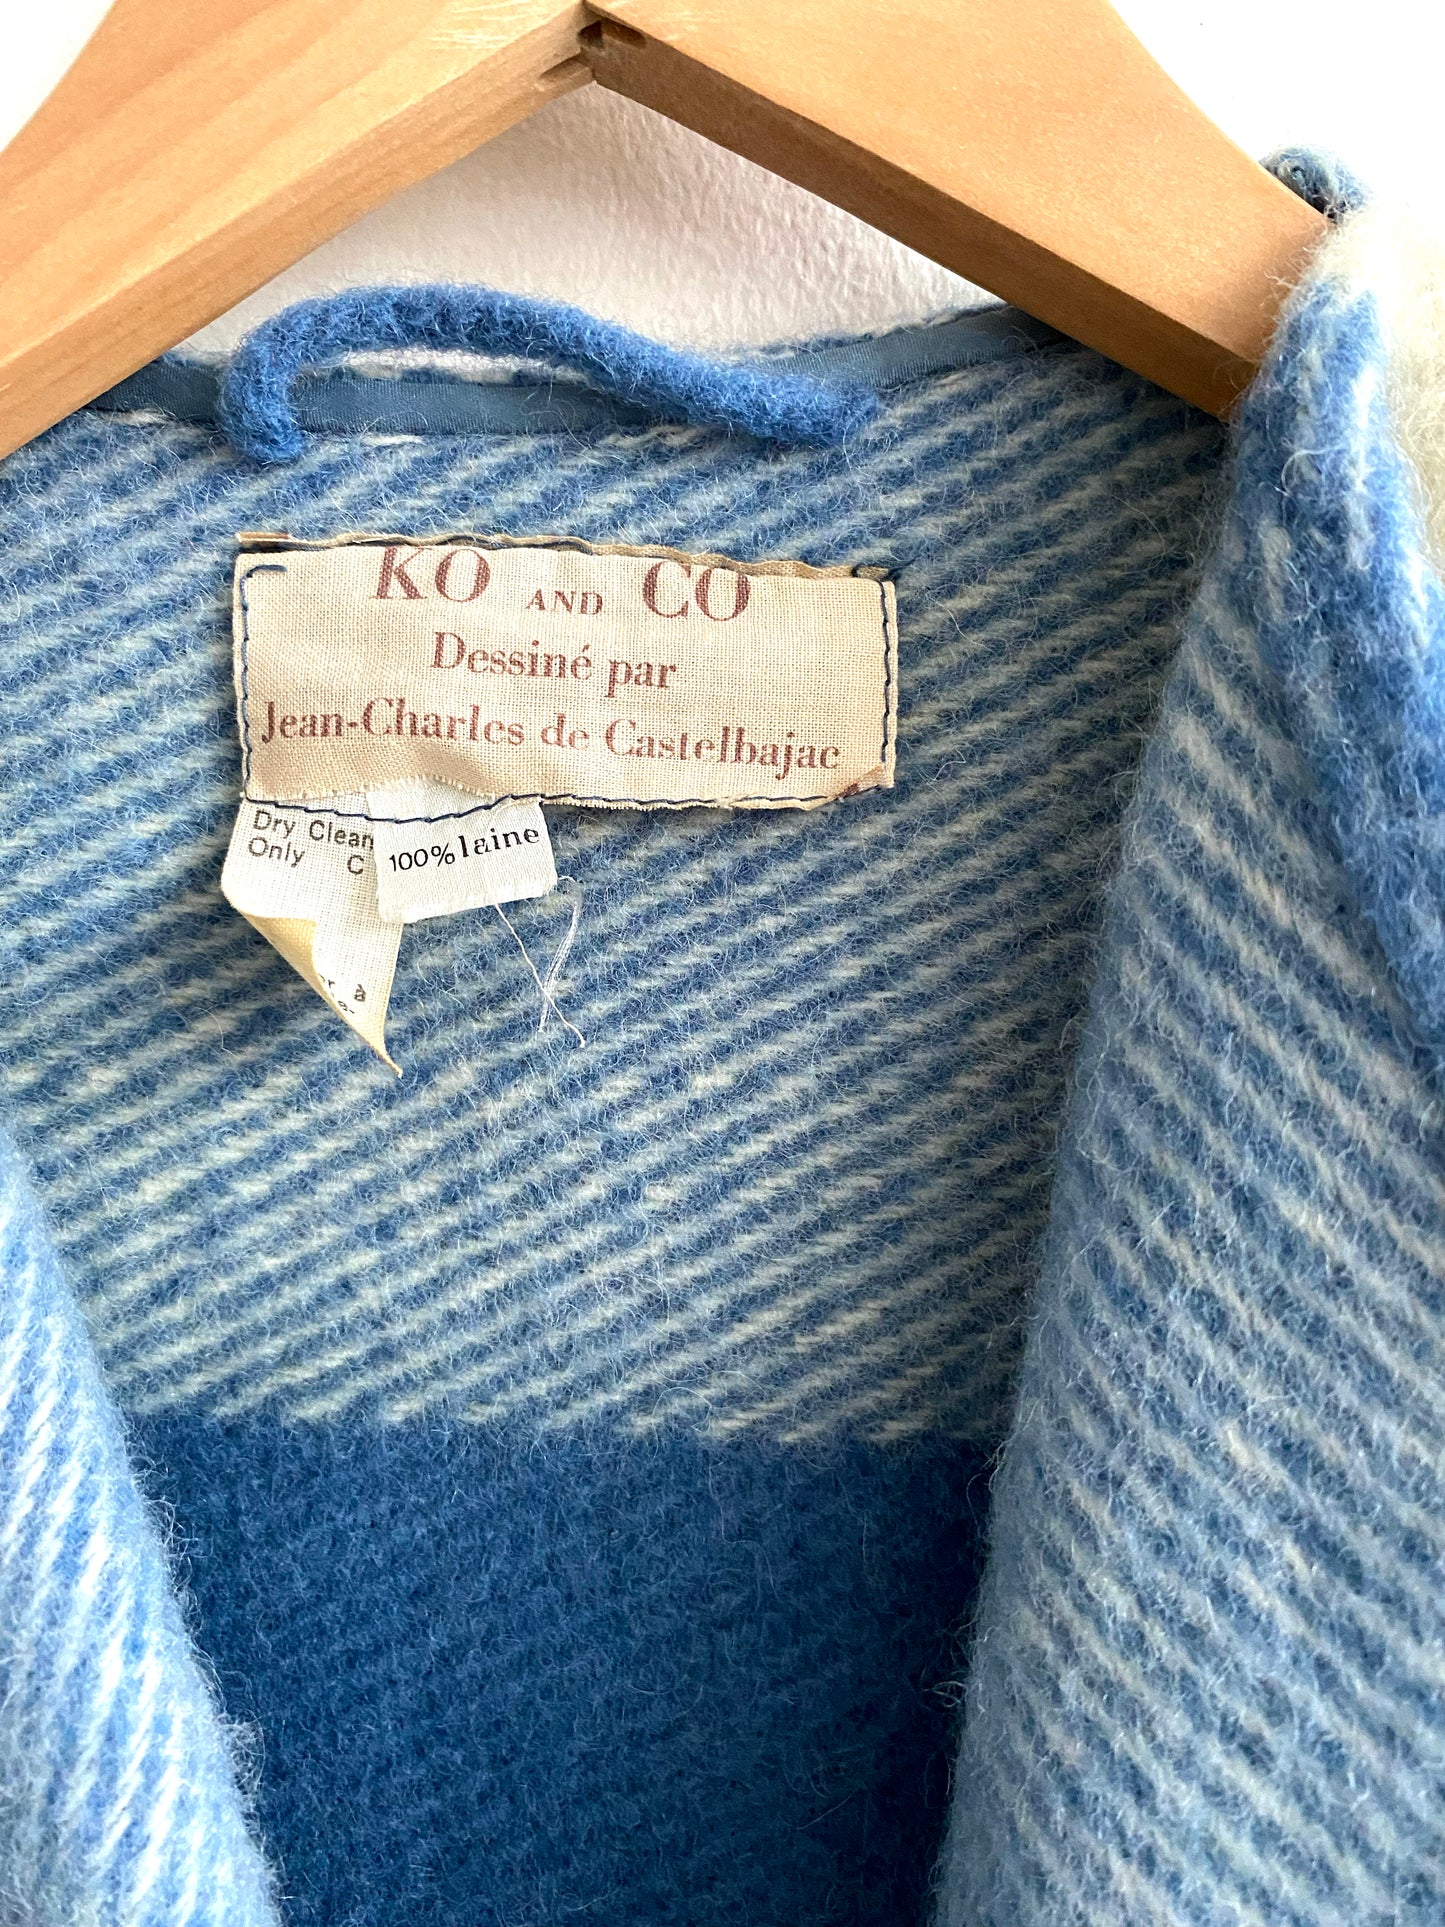 KO AND CO
Dessiné par
Jean-Charles de Castelbajac
Dry Clean
Only C
100% laine
à